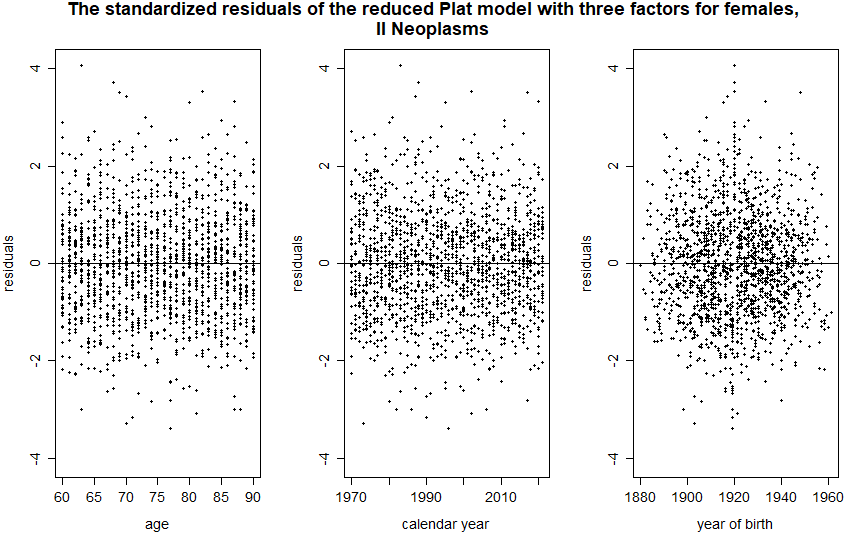 The standardized residuals of the reduced Plat model with three factors for females,
II Neoplasms
residuals
4
2
0
-2
-4
60 65 70 75 80 85 90
age
residuals
4
2
0
-2
-4
1970 1990 2010
calendar year
residuals
4
2
0
-2
-4
1880 1900 1920 1940 1960
year of birth